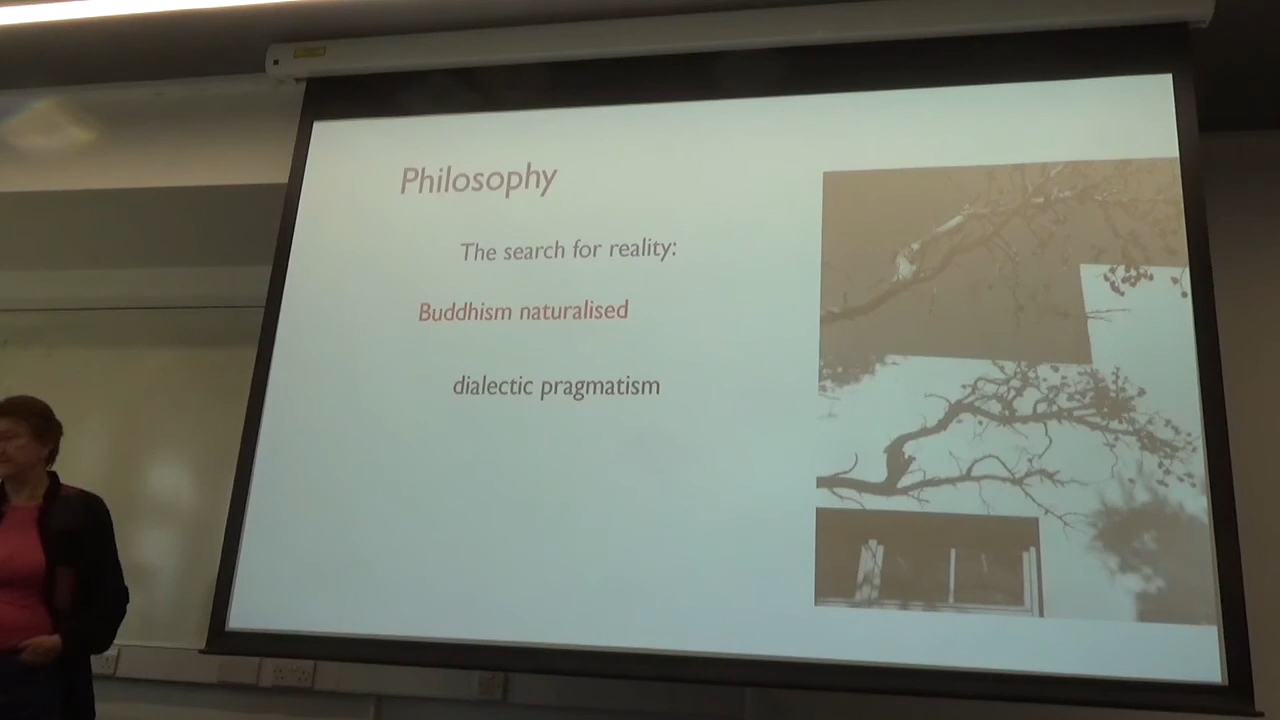 Philosophy
The search for reality:
Buddhism naturalised
dialectic pragmatism